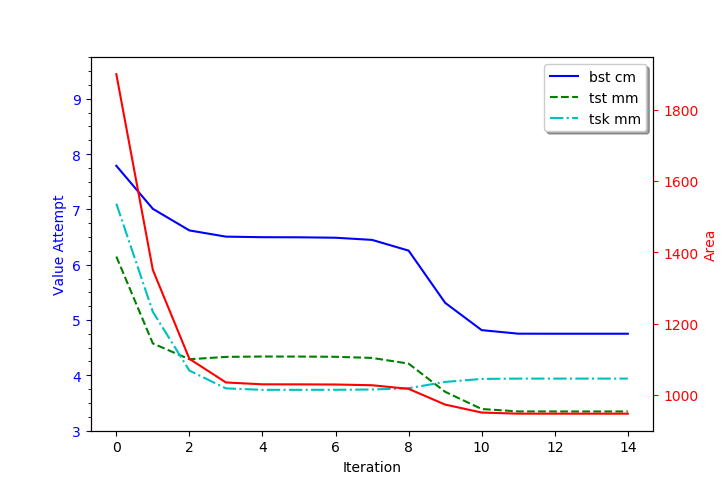 bst cm
tst mm
tsk mm
9
8
7
6
5
4
3
Value Attempt
1800
1600
1400
1200
1000
Area
0 2 4 6 8 10 12 14
Iteration